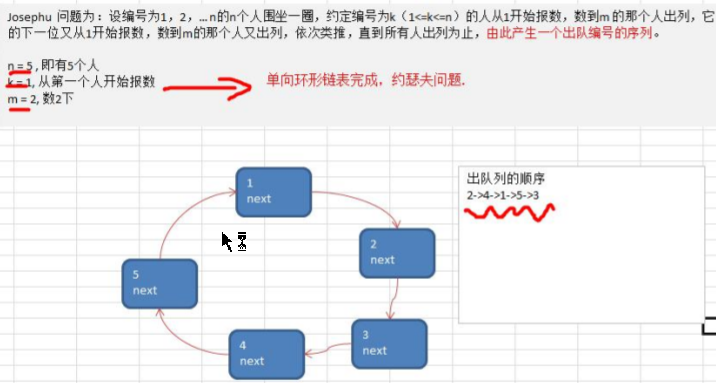 Josephu 问题为：设编号为1，2，…n的n个人围坐一圈，约定编号为k（1<=k<=n）的人从1开始报数，数到m 的那个人出列，它
的下一位又从1开始报数，数到m的那个人又出列，依次类推，直到所有人出列为止，由此产生一个出队编号的序列。
n = 5 , 即有5个人
k = 1, 从第一个人开始报数
m = 2, 数2下
单向环形链表完成，约瑟夫问题.
出队列的顺序
2->4->1->5->3
1
next
2
next
5
next
3
next
4
next